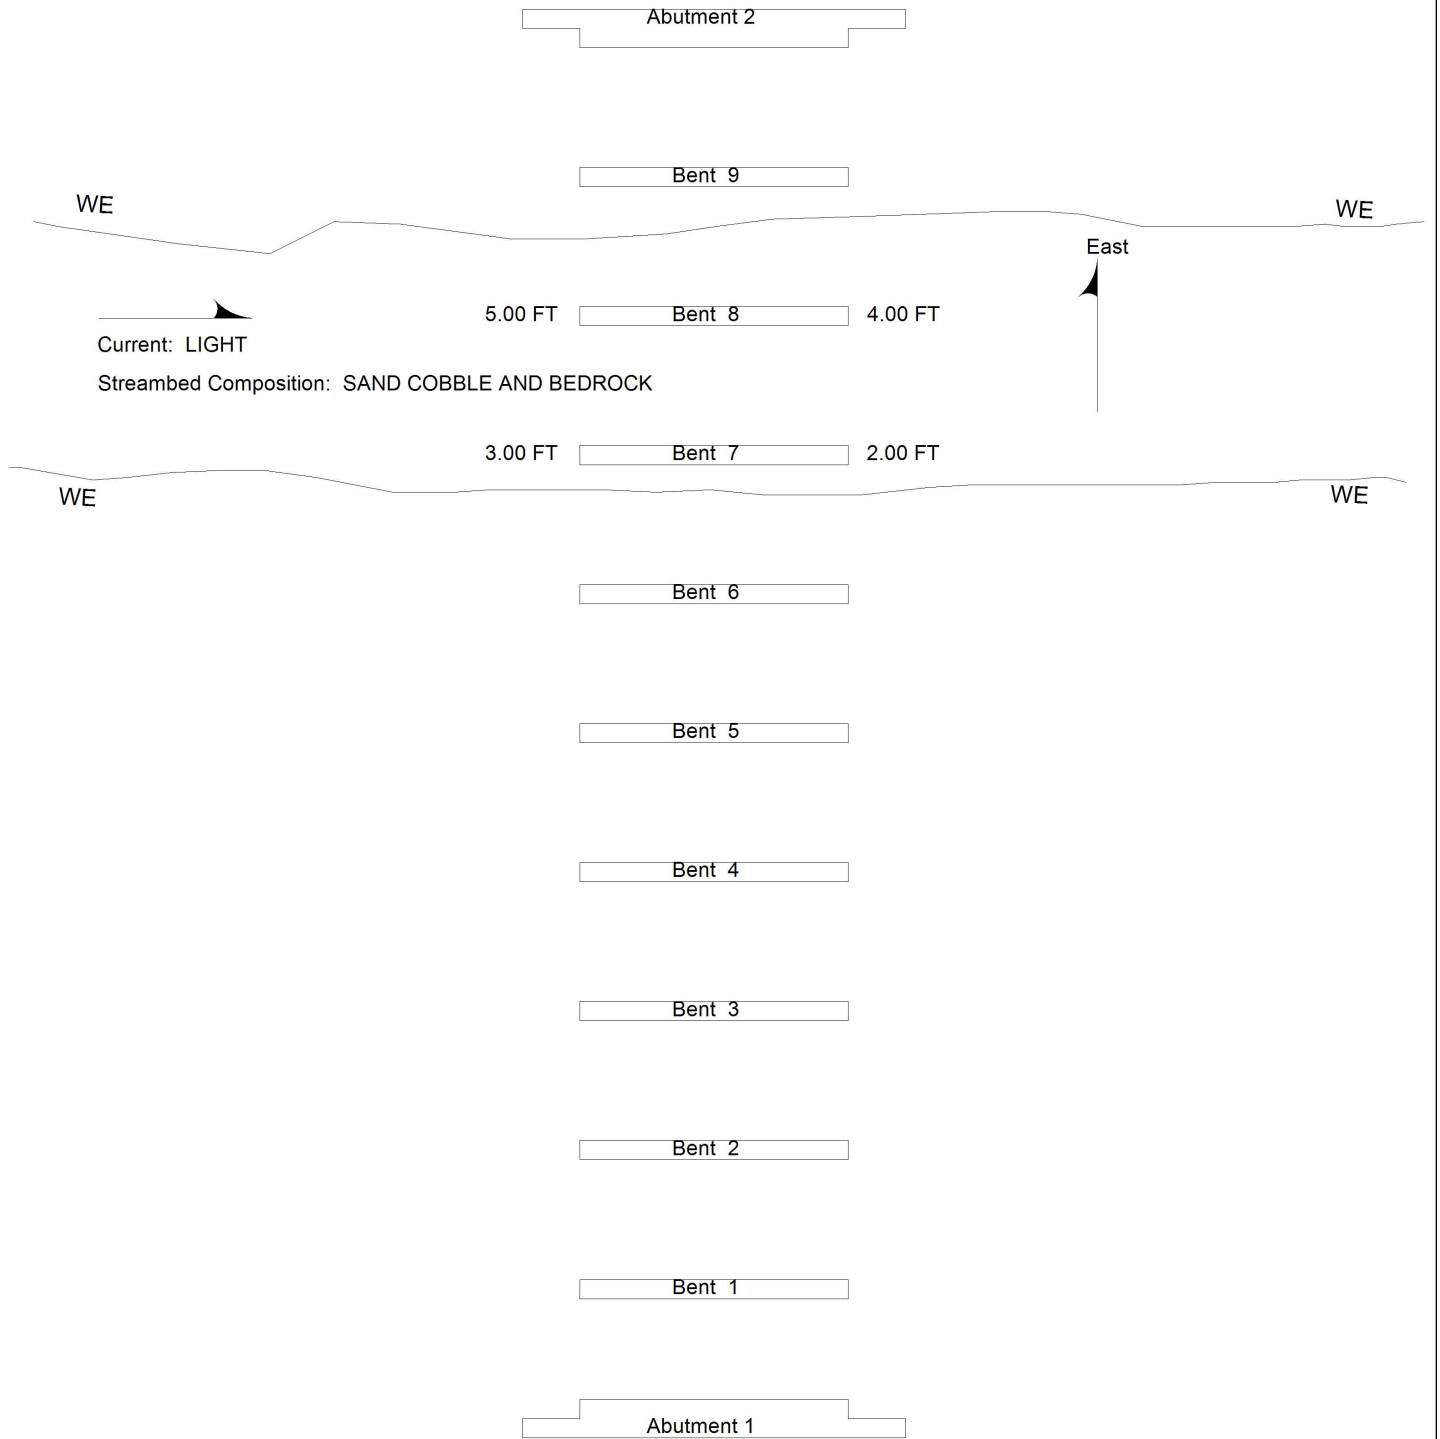 Abutment 2
Bent 9
WE
WE
East
5.00 FT
Bent 8
4.00 FT
Current: LIGHT
Streambed Composition: SAND COBBLE AND BEDROCK
3.00 FT
Bent 7
2.00 FT
WE
WE
Bent 6
Bent 5
Bent 4
Bent 3
Bent 2
Bent 1
Abutment 1